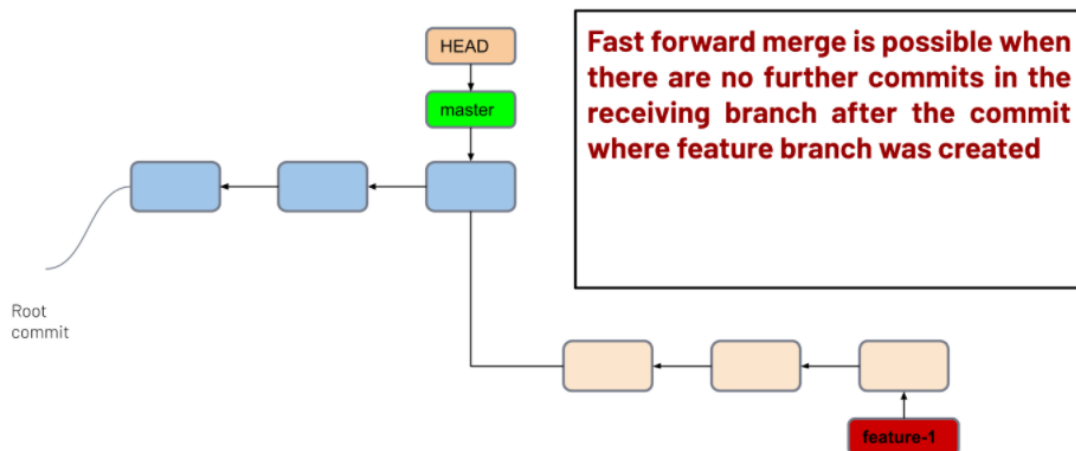 HEAD
master
Fast forward merge is possible when
there are no further commits in the
receiving branch after the commit
where feature branch was created
Root
commit
feature-1